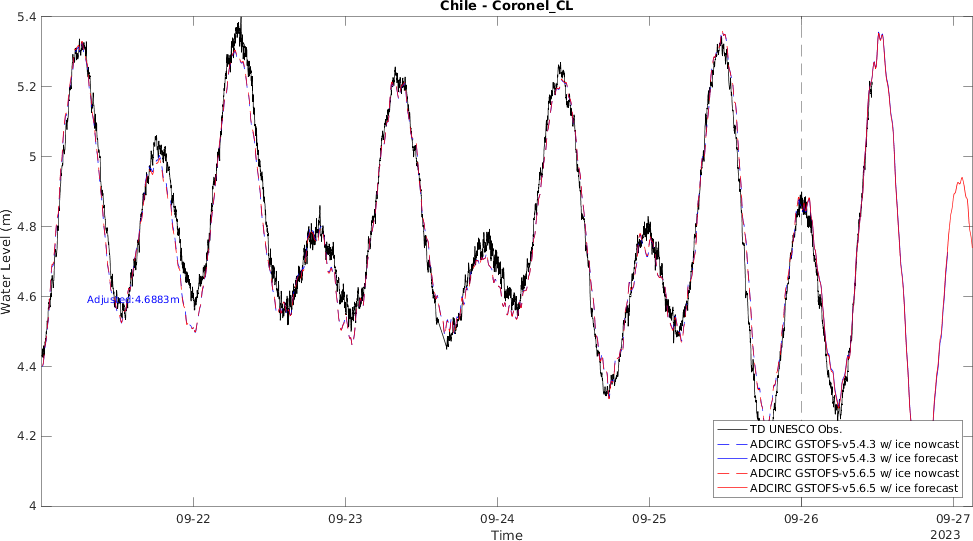 Chile - Coronel_CL
5.4
5.2
5
4.8
4.6
4.4
4.2
4
Water Level (m)
Adjusted:4.6883m
TD UNESCO Obs.
ADCIRC GSTOFS-v5.4.3 w/ ice nowcast
ADCIRC GSTOFS-v5.4.3 w/ ice forecast
ADCIRC GSTOFS-v5.6.5 w/ ice nowcast
ADCIRC GSTOFS-v5.6.5 w/ ice forecast
09-22
09-23
09-24
09-25
09-26
09-27
Time
2023